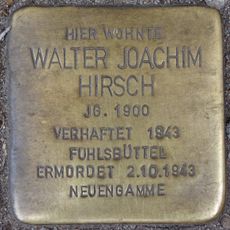 HIER WOHNTE
WALTER JOACHIM
HIRSCH
JG. 1900
VERHAFTET 1943
FUHLSBÜTTEL
ERMORDET 2.10.1943
NEUENGAMME